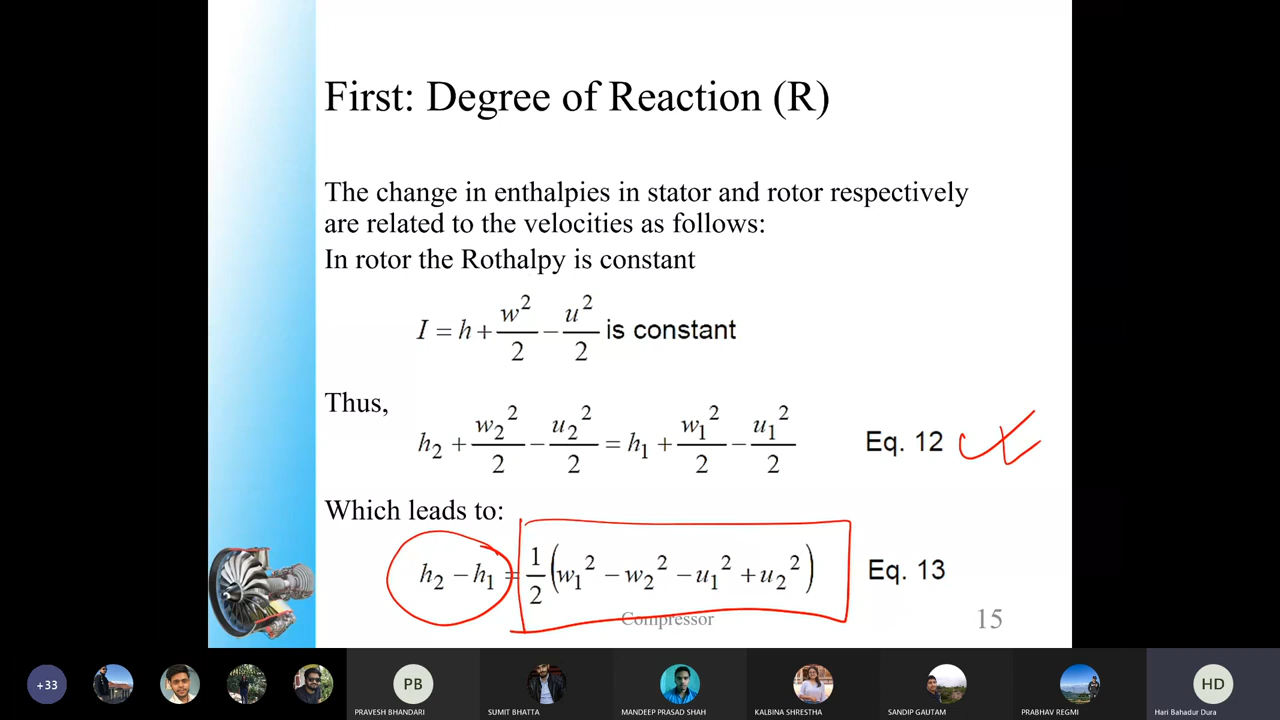 First: Degree of Reaction (R)
The change in enthalpies in stator and rotor respectively
are related to the velocities as follows:
In rotor the Rothalpy is constant
I = h + w²/2 − u²/2 is constant
Thus,
h₂ + w₂²/2 − u₂²/2 = h₁ + w₁²/2 − u₁²/2 Eq. 12
Which leads to:
h₂ − h₁ = 1/2 (w₁² − w₂² − u₁² + u₂²) Eq. 13
Compressor 15
+33 PB HD
PRAVESH BHANDARI SUMIT BHATTA MANDEEP PRASAD SHAH KALBINA SHRESTHA SANDIP GAUTAM PRABHAV REGMI Hari Bahadur Dura